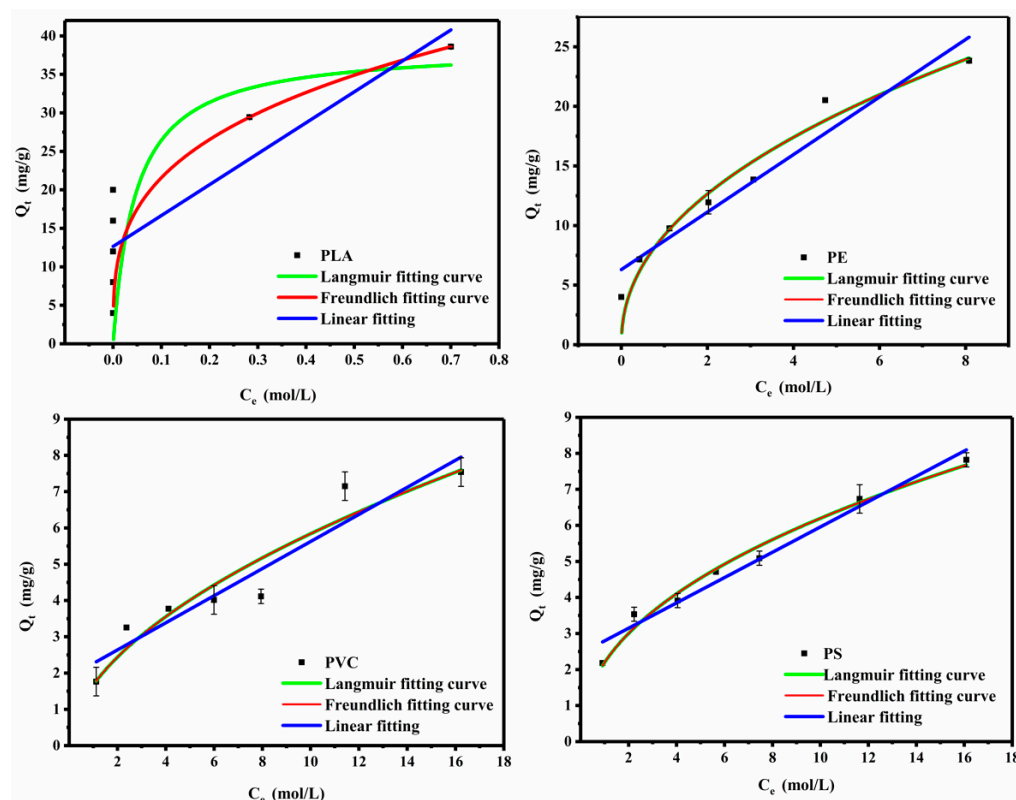 40
35
30
25
20
15
10
5
0
Qt (mg/g)
PLA
Langmuir fitting curve
Freundlich fitting curve
Linear fitting
0.0 0.1 0.2 0.3 0.4 0.5 0.6 0.7 0.8
Ce (mol/L)
25
20
15
10
5
0
Qt (mg/g)
PE
Langmuir fitting curve
Freundlich fitting curve
Linear fitting
0 2 4 6 8
Ce (mol/L)
9
8
7
6
5
4
3
2
1
0
Qt (mg/g)
PVC
Langmuir fitting curve
Freundlich fitting curve
Linear fitting
2 4 6 8 10 12 14 16 18
Ce (mol/L)
9
8
7
6
5
4
3
2
1
0
Qt (mg/g)
PS
Langmuir fitting curve
Freundlich fitting curve
Linear fitting
2 4 6 8 10 12 14 16 18
Ce (mol/L)